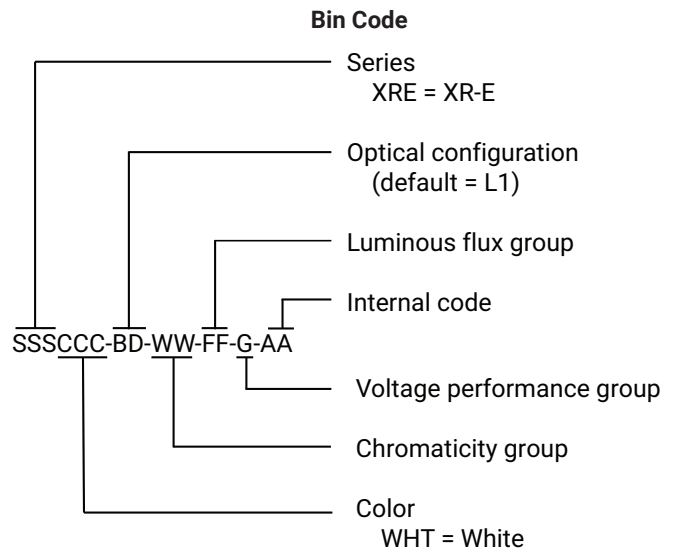 Bin Code
Series
XRE = XR-E
Optical configuration
(default = L1)
Luminous flux group
Internal code
SSSCCC-BD-WW-FF-G-AA
Voltage performance group
Chromaticity group
Color
WHT = White